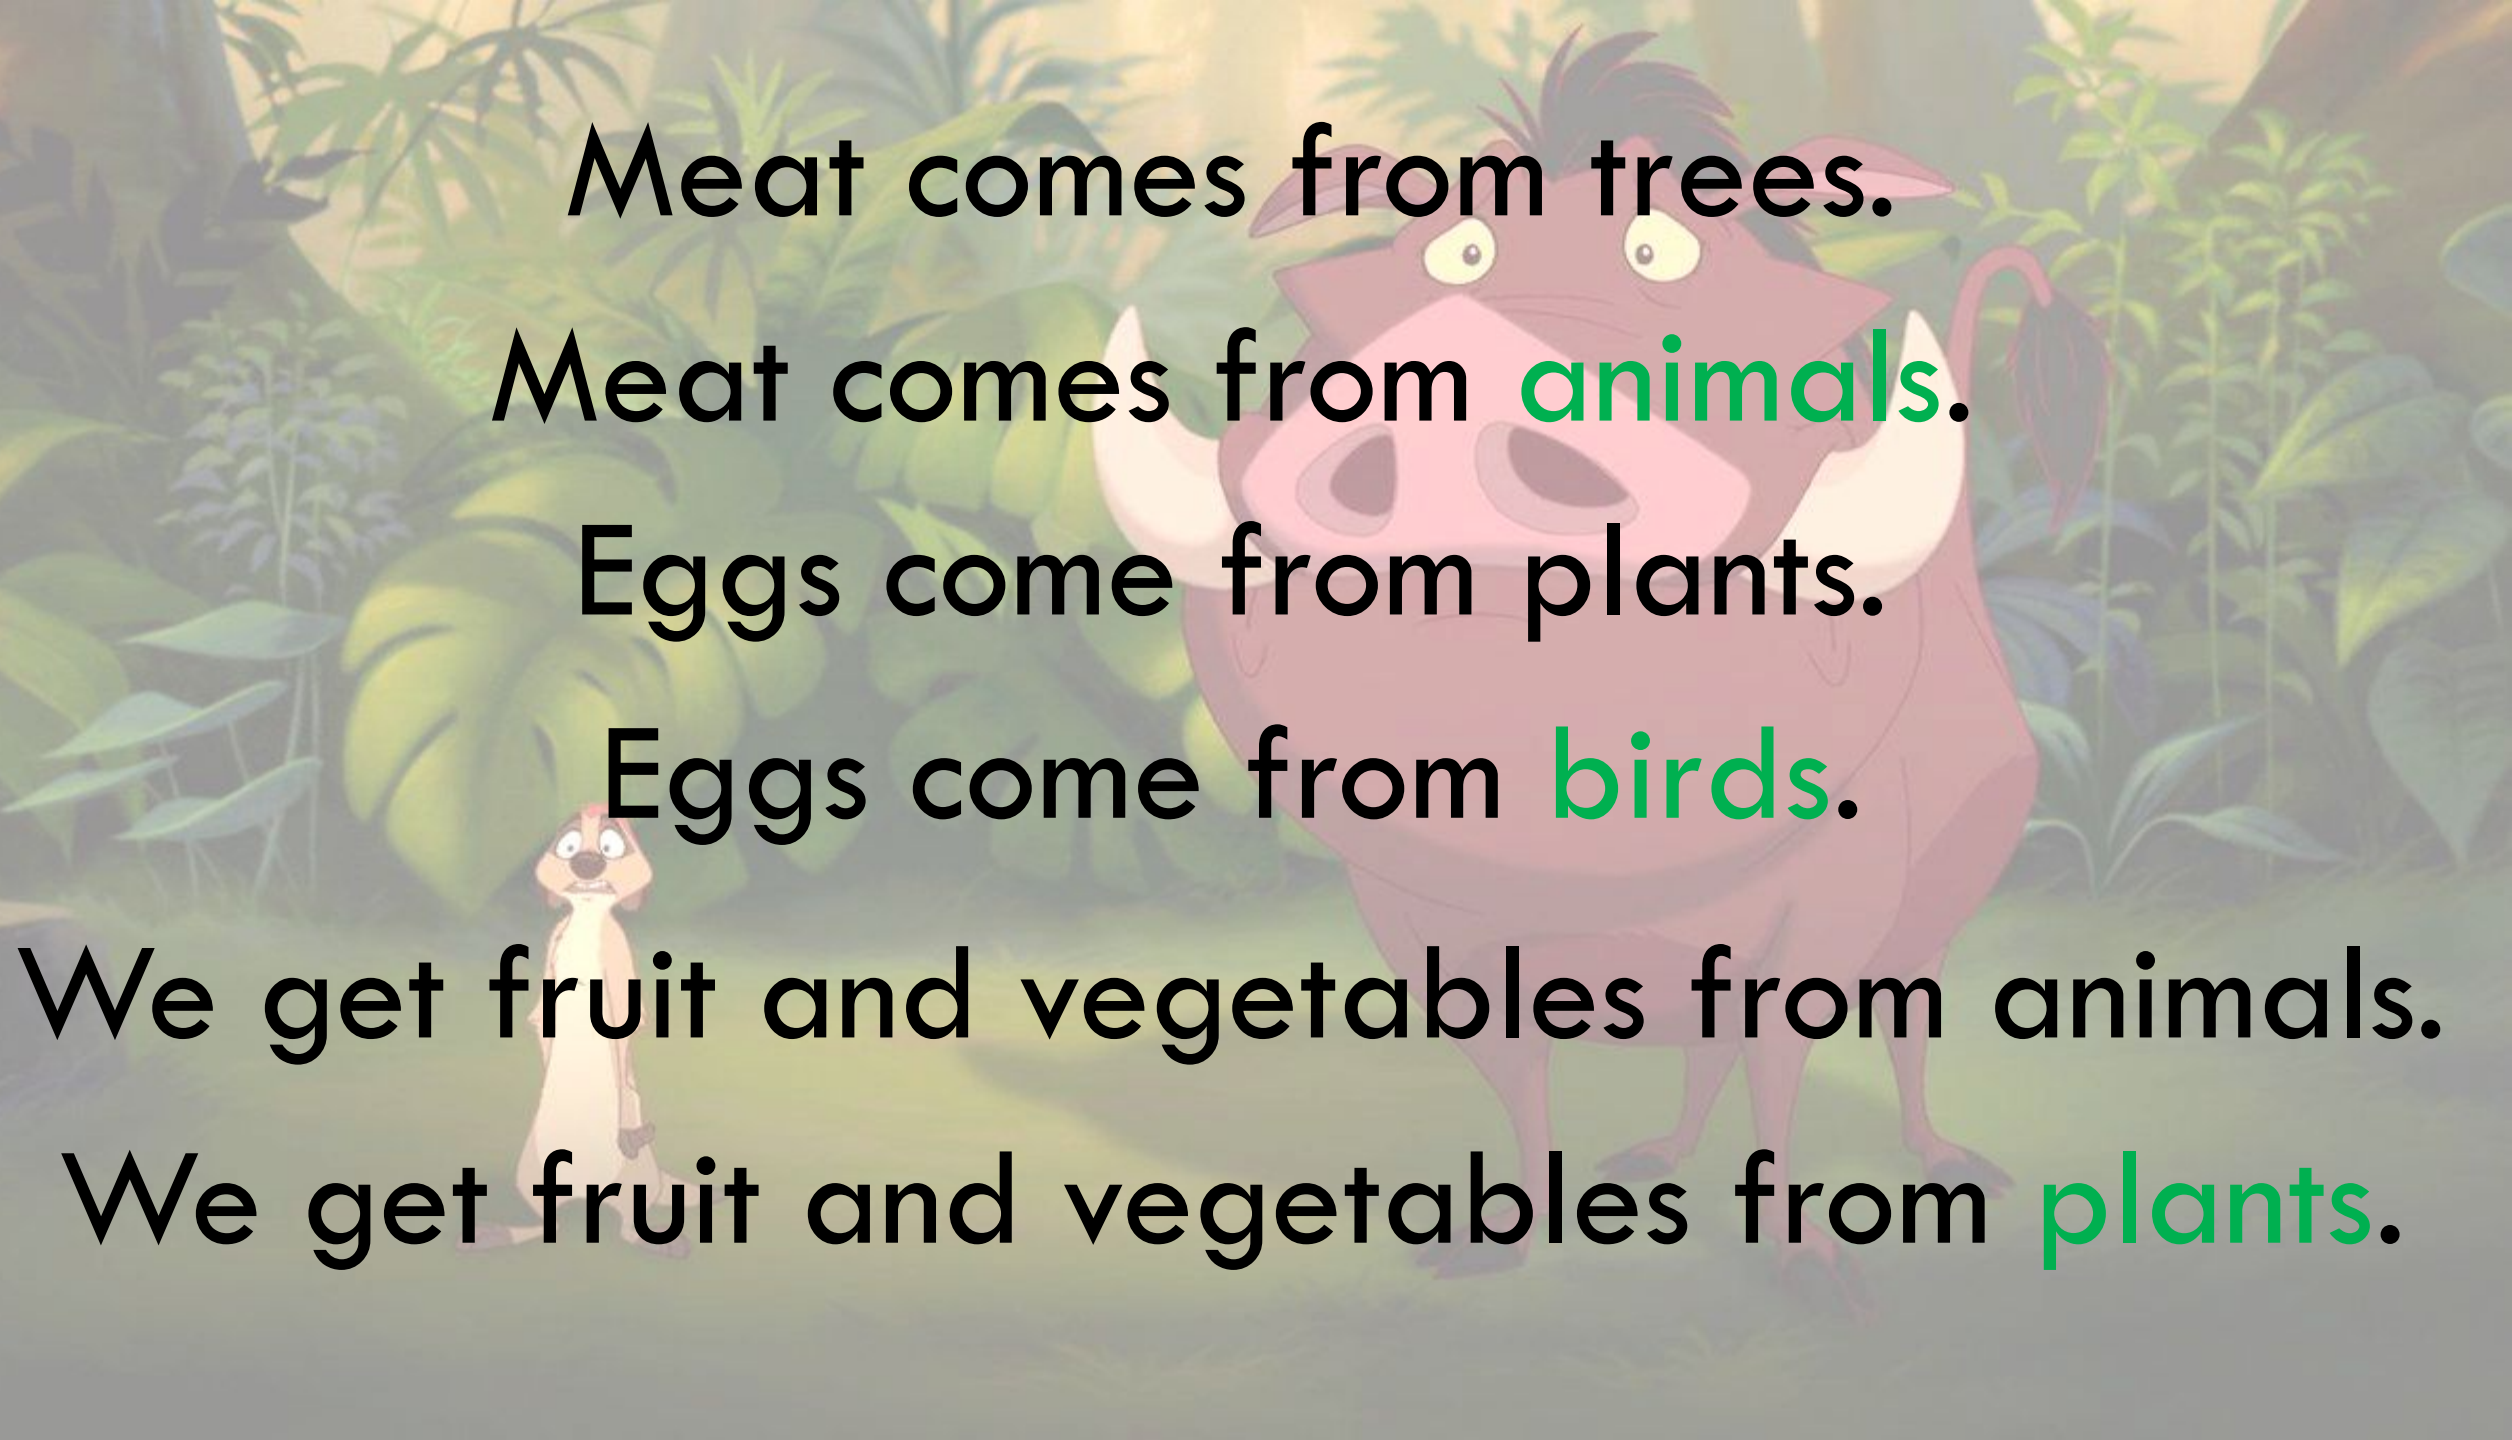 Meat comes from trees.
Meat comes from animals.
Eggs come from plants.
Eggs come from birds.
We get fruit and vegetables from animals.
We get fruit and vegetables from plants.